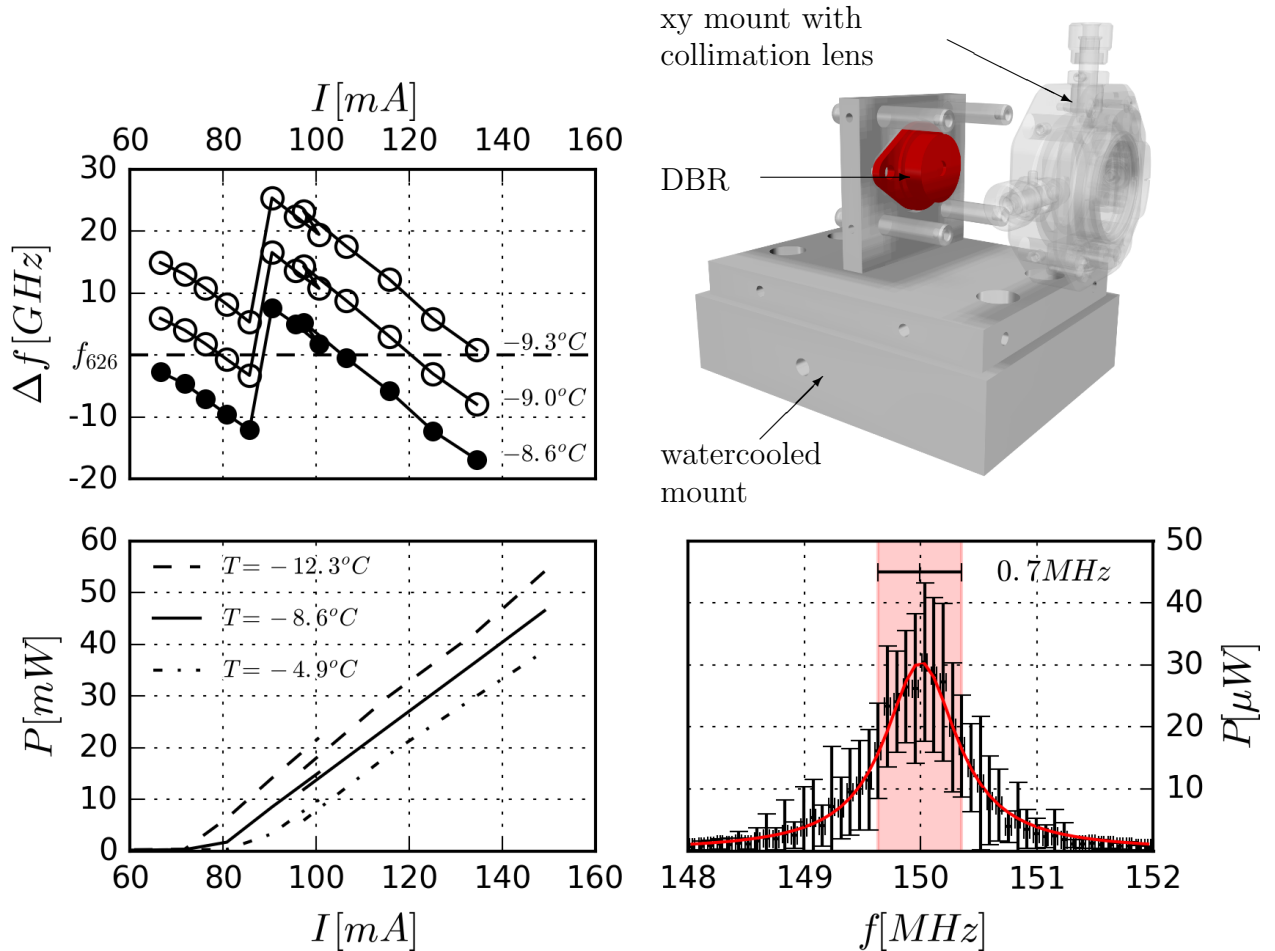 I[mA]
60 80 100 120 140 160
30
20
10
f626
-10
-20
Δf[GHz]
−9.3°C
−9.0°C
−8.6°C
xy mount with
collimation lens
DBR
watercooled
mount
60
50
40
30
20
10
0
P[mW]
T = −12.3°C
T = −8.6°C
T = −4.9°C
60 80 100 120 140 160
I[mA]
0.7MHz
50
40
30
20
10
0
P[μW]
148 149 150 151 152
f[MHz]